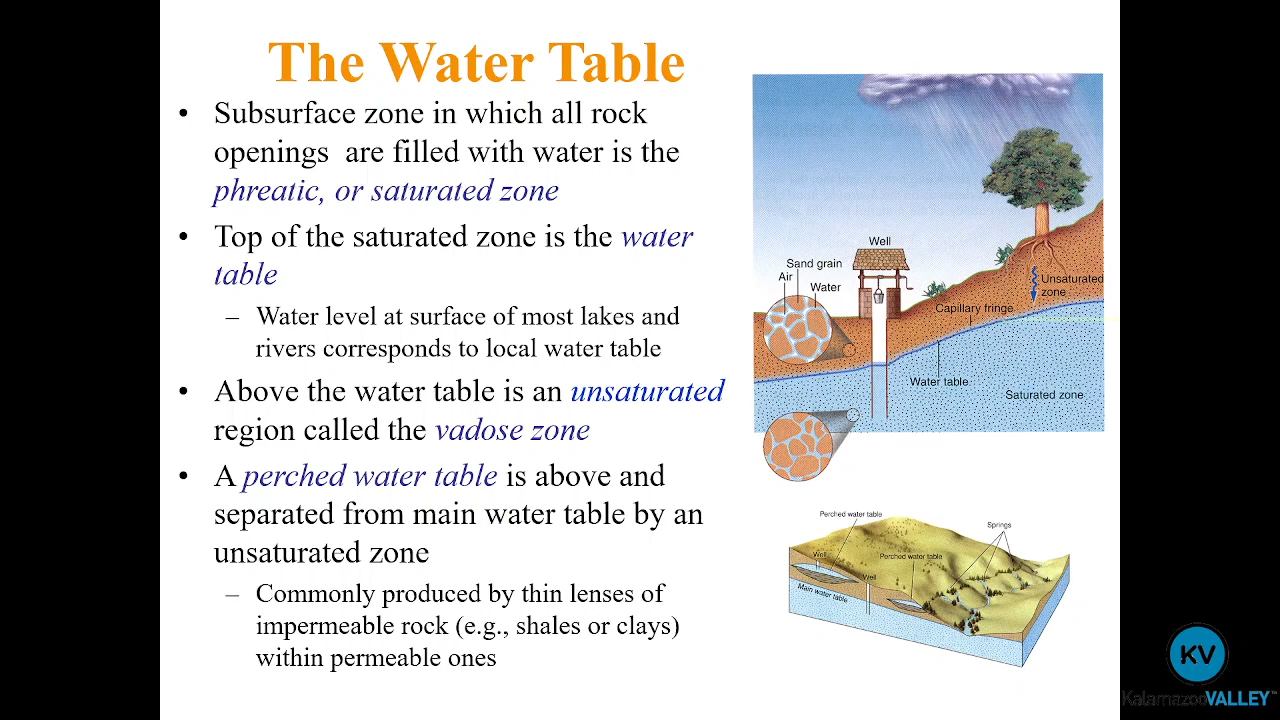 The Water Table
• Subsurface zone in which all rock
openings are filled with water is the
phreatic, or saturated zone
• Top of the saturated zone is the water
table
– Water level at surface of most lakes and
rivers corresponds to local water table
• Above the water table is an unsaturated
region called the vadose zone
• A perched water table is above and
separated from main water table by an
unsaturated zone
– Commonly produced by thin lenses of
impermeable rock (e.g., shales or clays)
within permeable ones
Well
Sand grain
Air
Water
Unsaturated
zone
Capillary fringe
Water table
Saturated zone
Perched water table
Springs
Well
Perched water table
Well
Main water table
KV
KalamazooVALLEY™